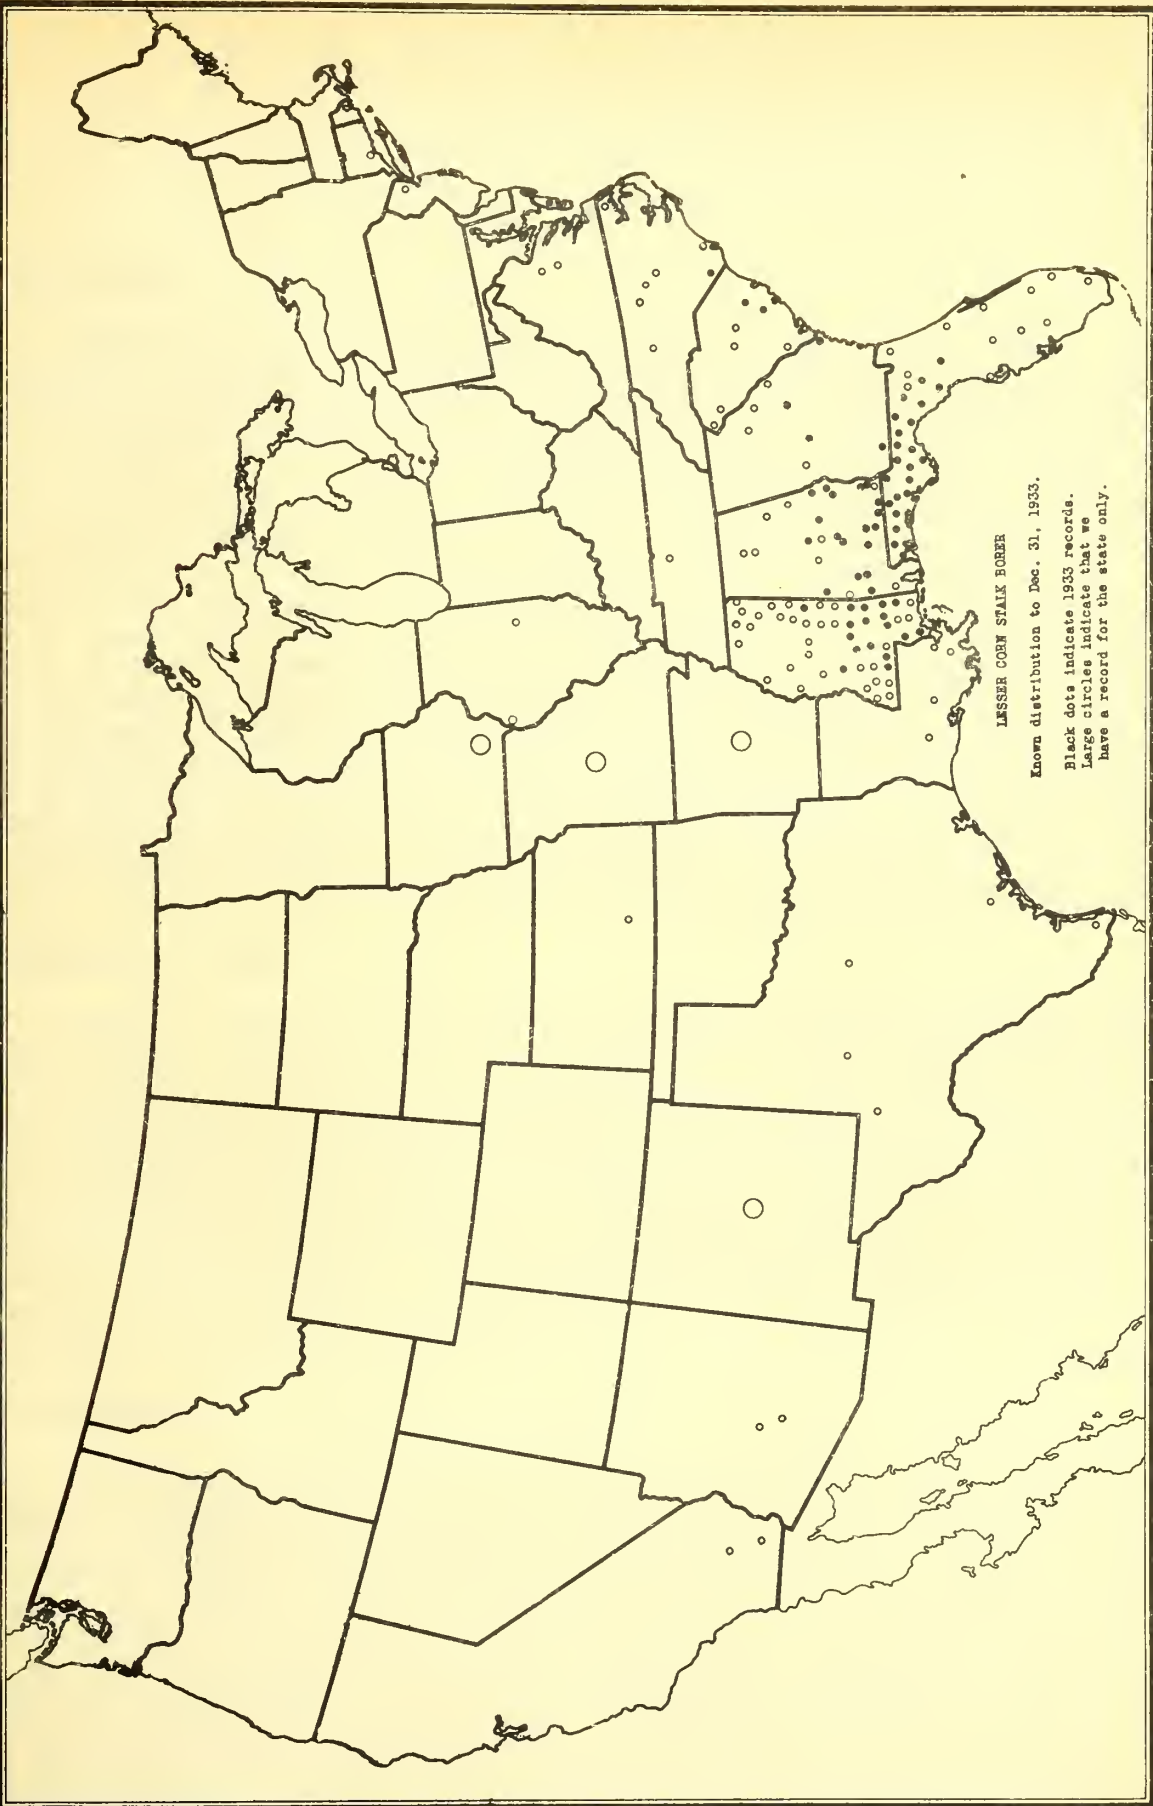 LESSER CORN STALK BORER
Known distribution to Dec. 31, 1933.
Black dots indicate 1933 records.
Large circles indicate that we
have a record for the state only.